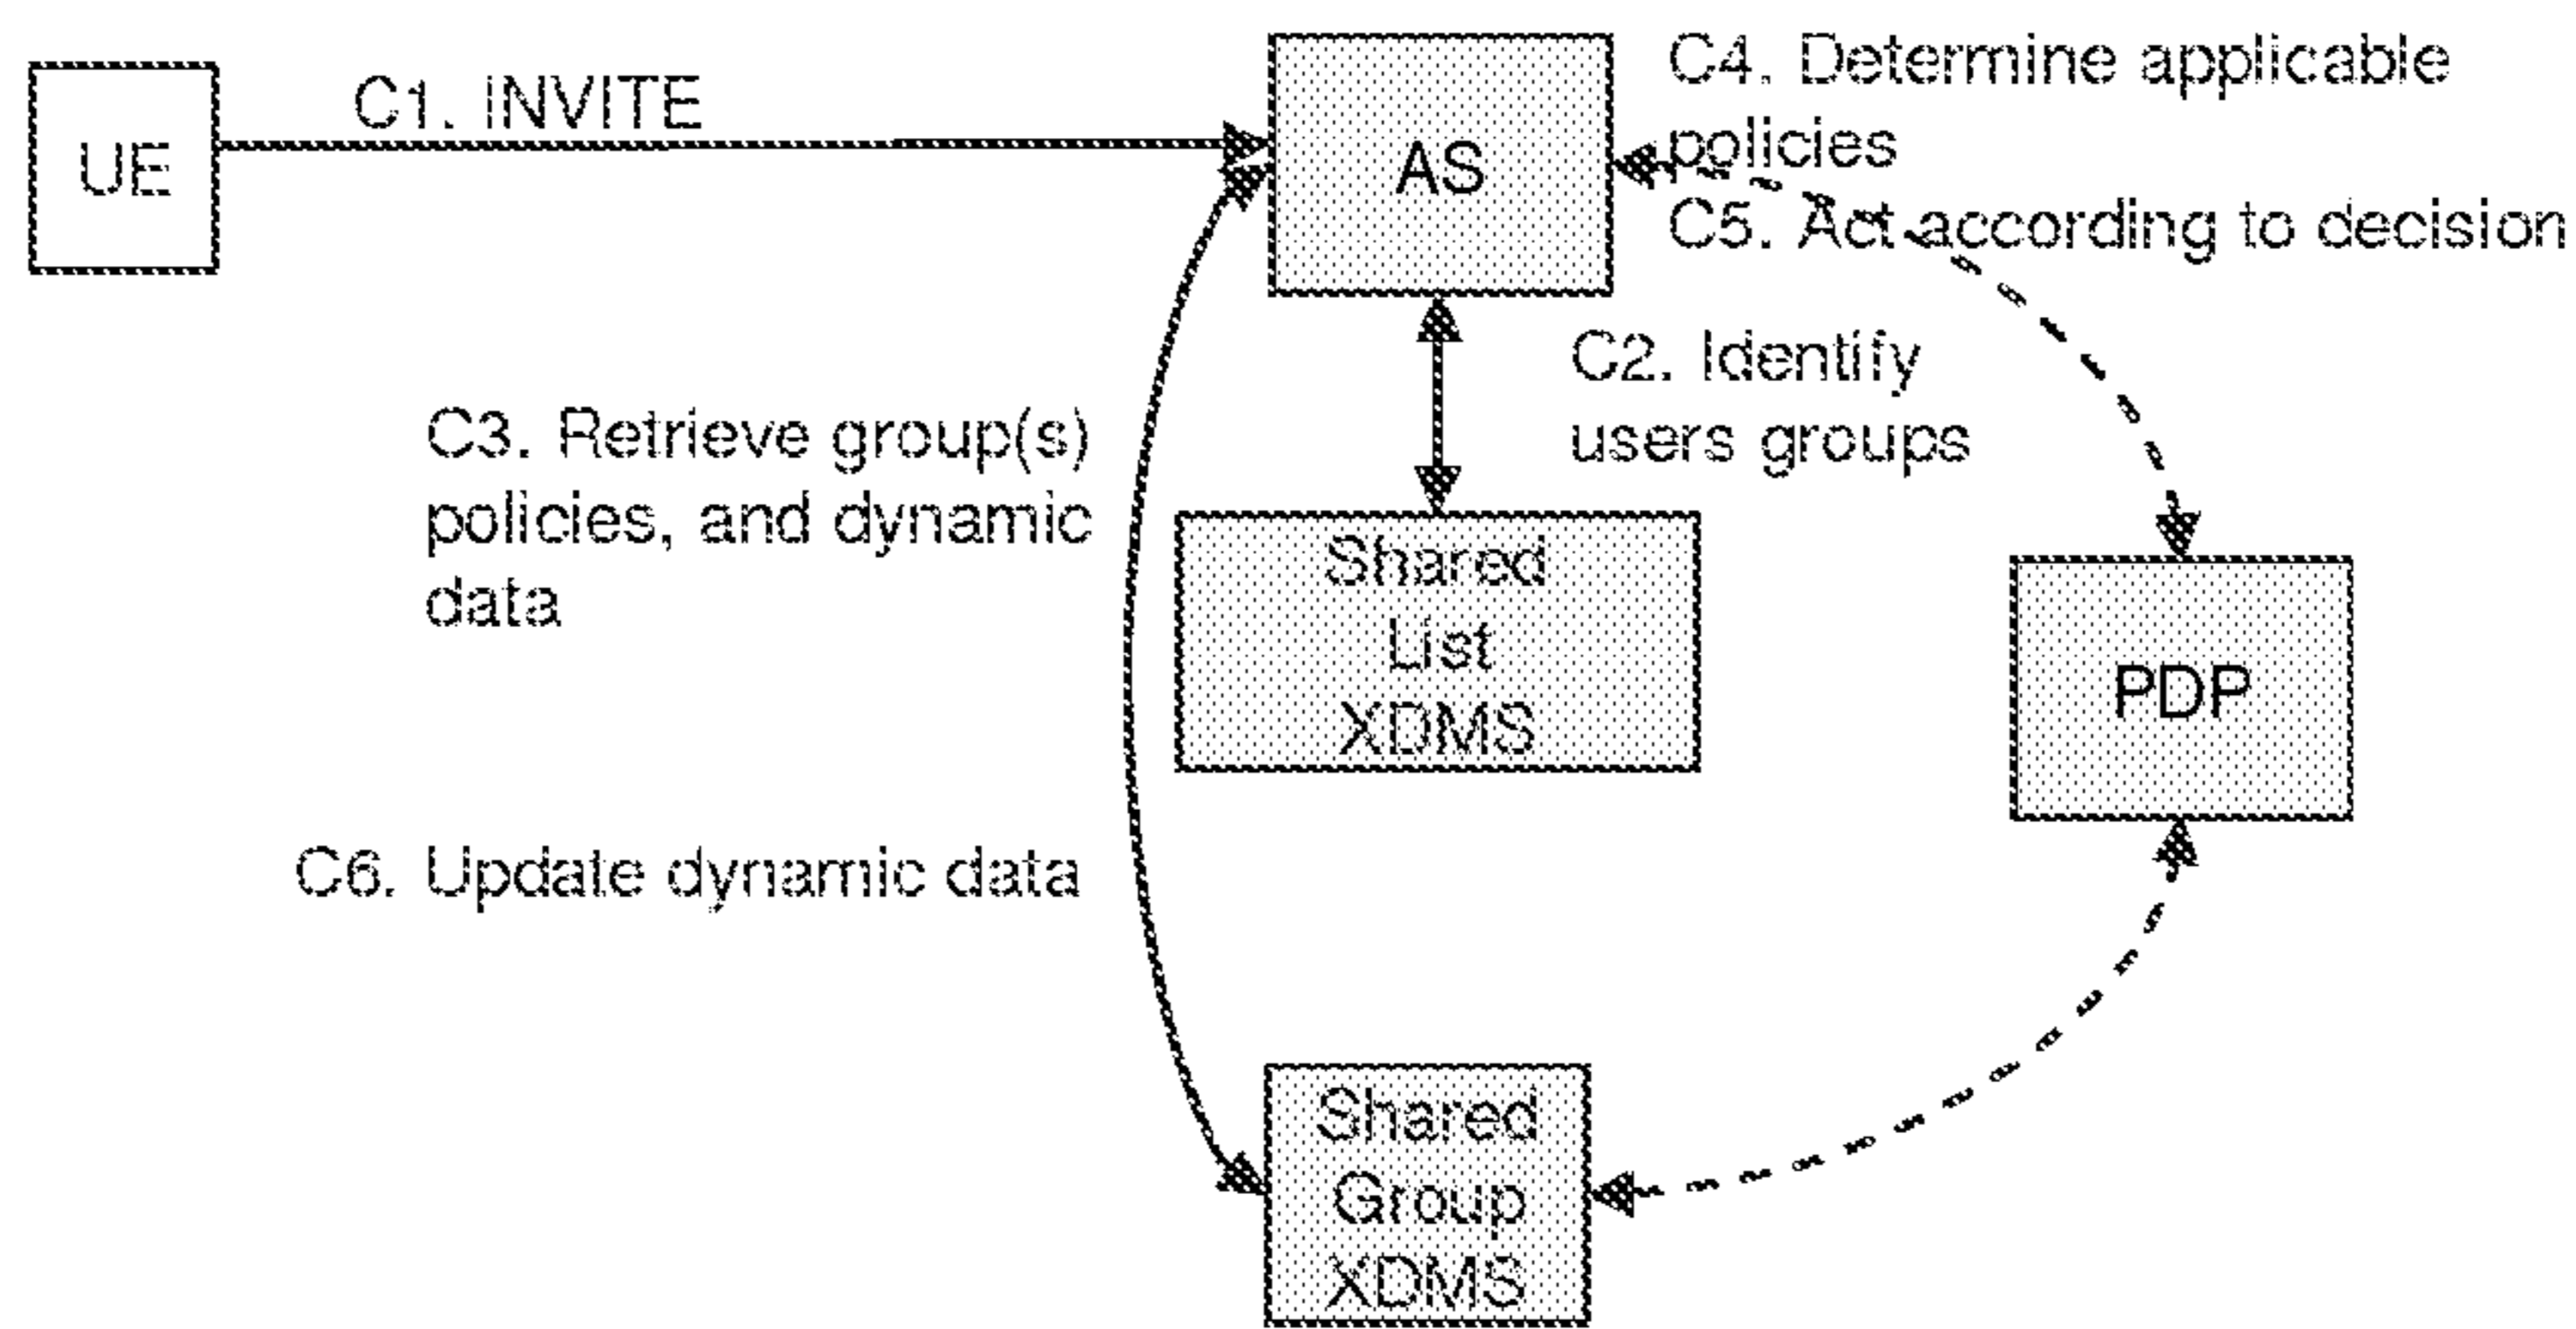 UE
C1. INVITE
AS
C4. Determine applicable
policies
C5. Act according to decision
C2. Identify
users groups
C3. Retrieve group(s)
policies, and dynamic
data
Shared
List
XDMS
PDP
C6. Update dynamic data
Shared
Group
XDMS